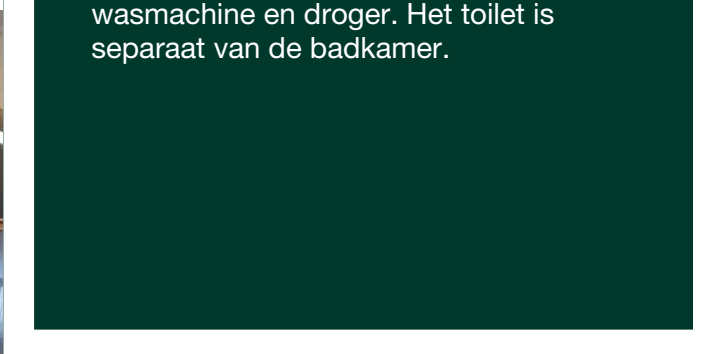 wasmachine en droger. Het toilet is
separaat van de badkamer.